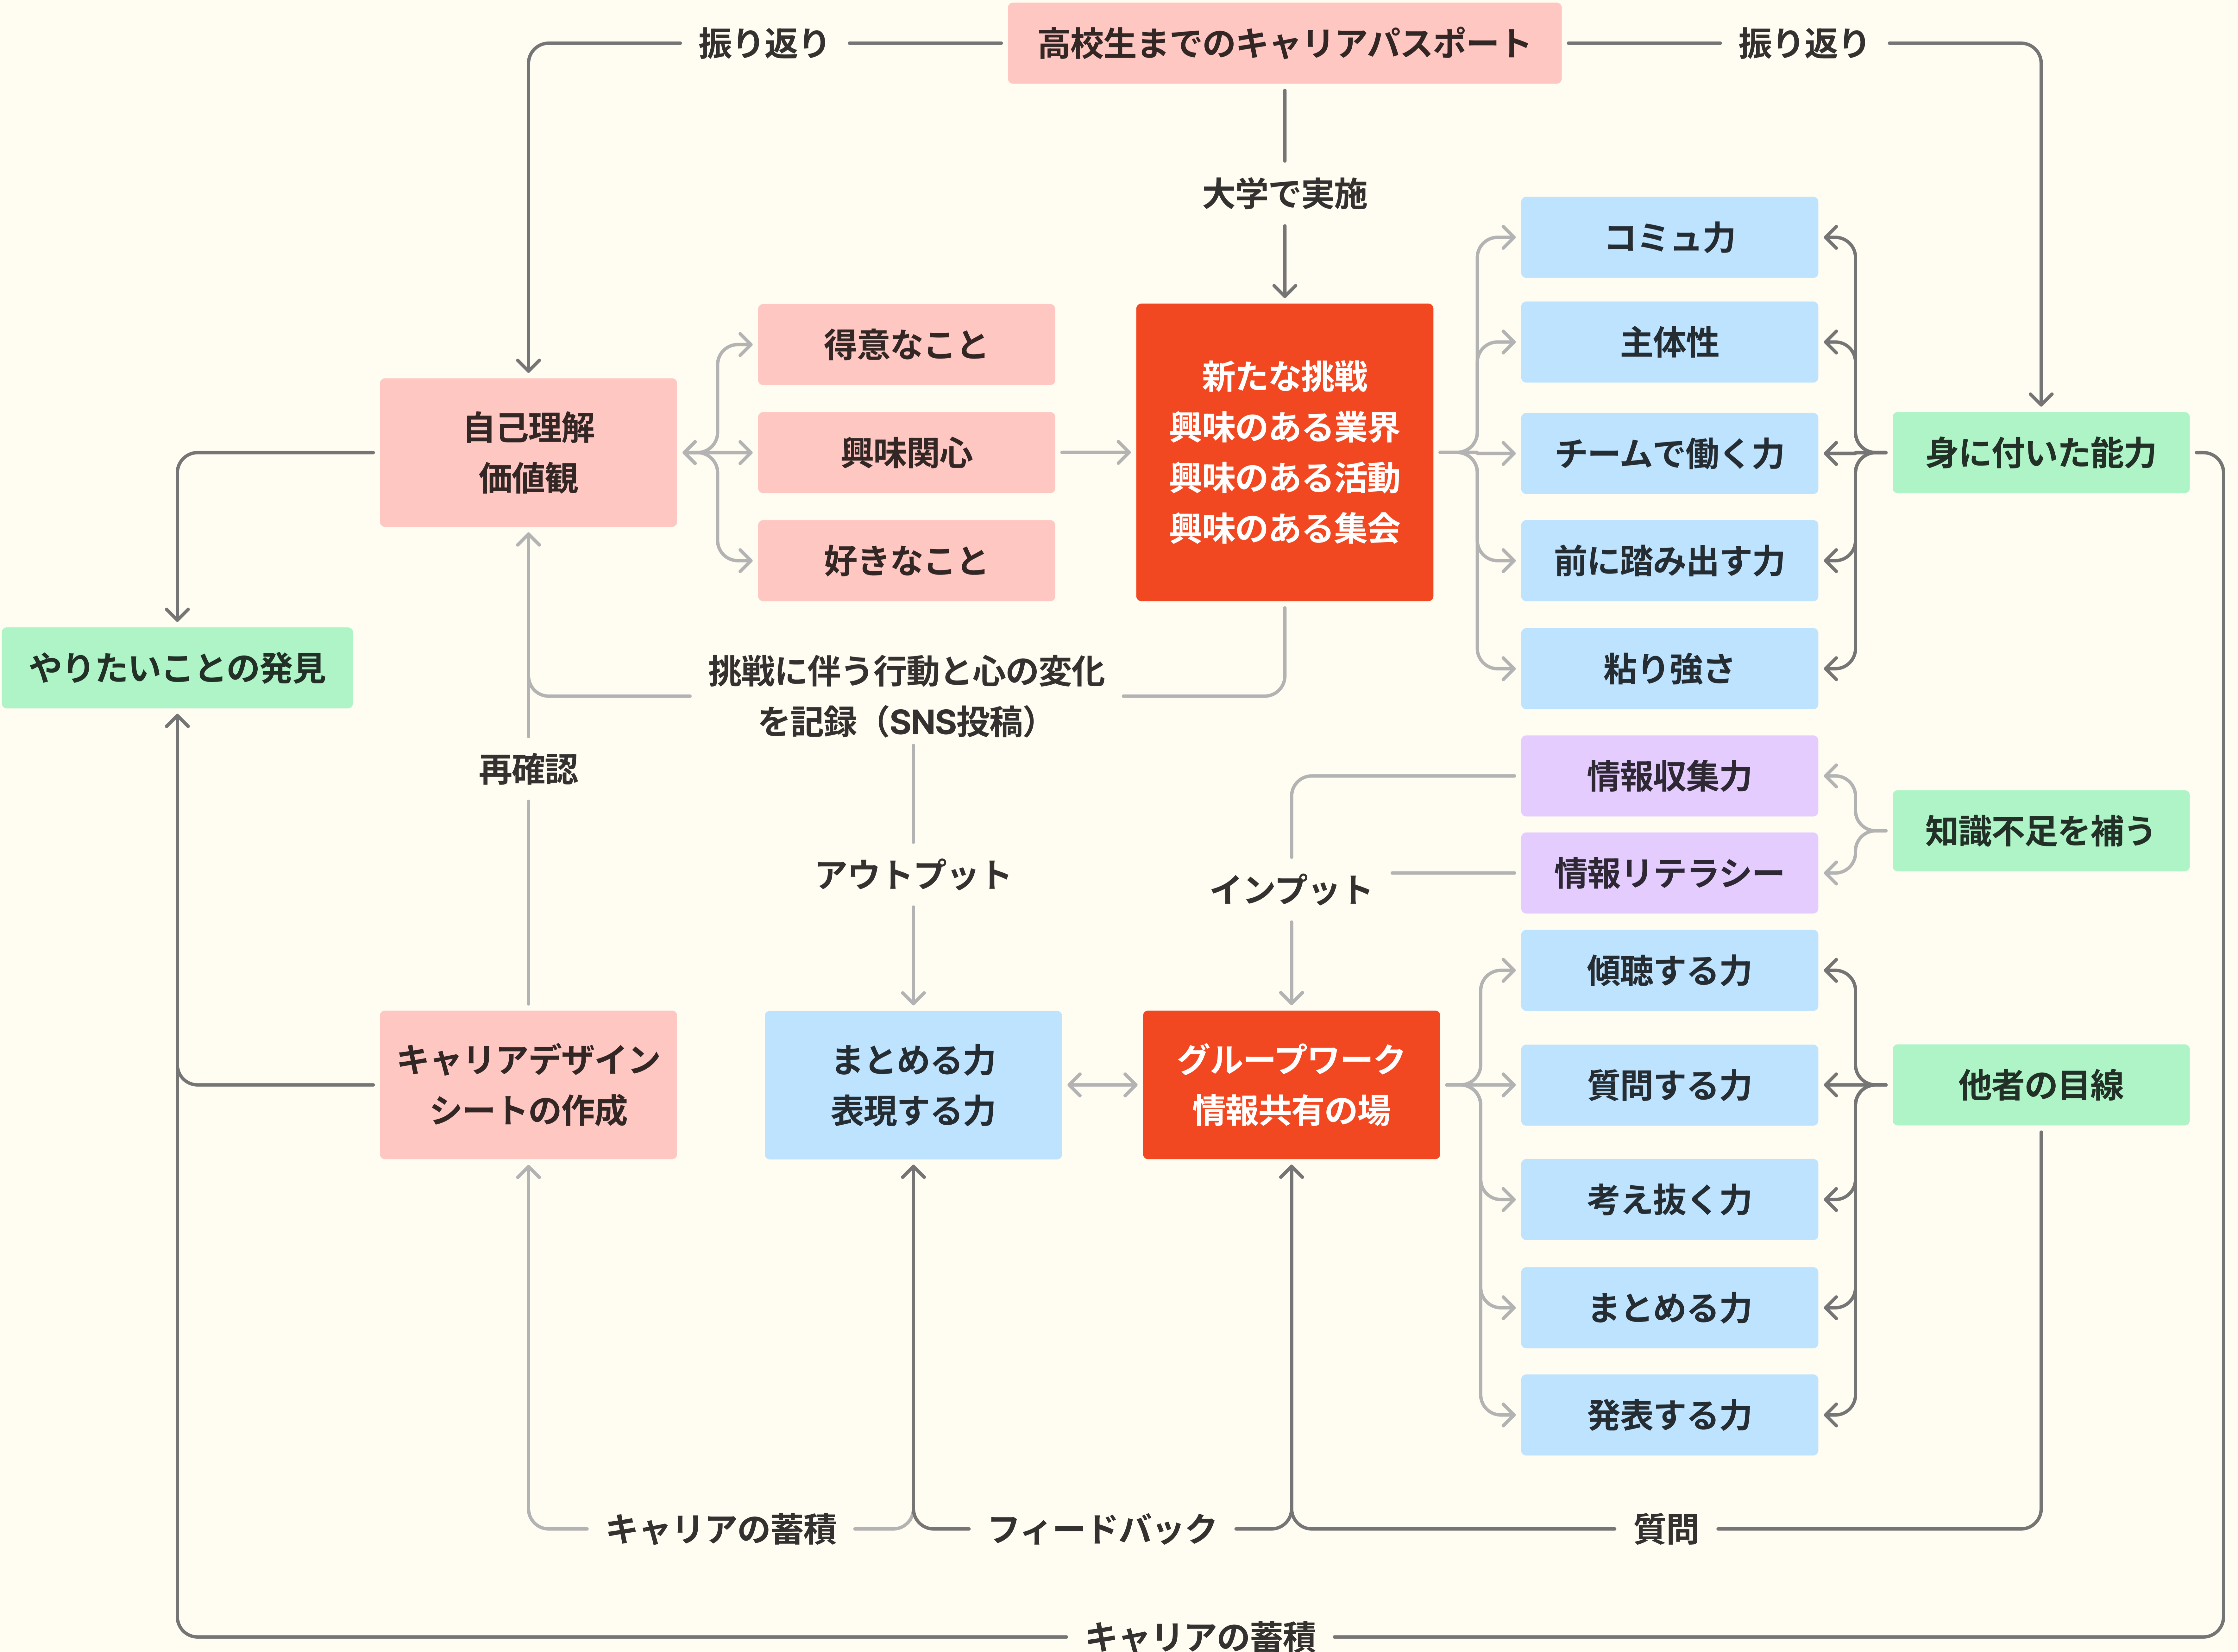 振り返り
高校生までのキャリアパスポート
振り返り
大学で実施
コミュ力
主体性
得意なこと
新たな挑戦
興味のある業界
興味のある活動
興味のある集会
自己理解
価値観
興味関心
チームで働く力
身に付いた能力
好きなこと
前に踏み出す力
やりたいことの発見
挑戦に伴う行動と心の変化
を記録（SNS投稿）
粘り強さ
再確認
情報収集力
知識不足を補う
アウトプット
インプット
情報リテラシー
傾聴する力
キャリアデザイン
シートの作成
まとめる力
表現する力
グループワーク
情報共有の場
質問する力
他者の目線
考え抜く力
まとめる力
発表する力
キャリアの蓄積
フィードバック
質問
キャリアの蓄積